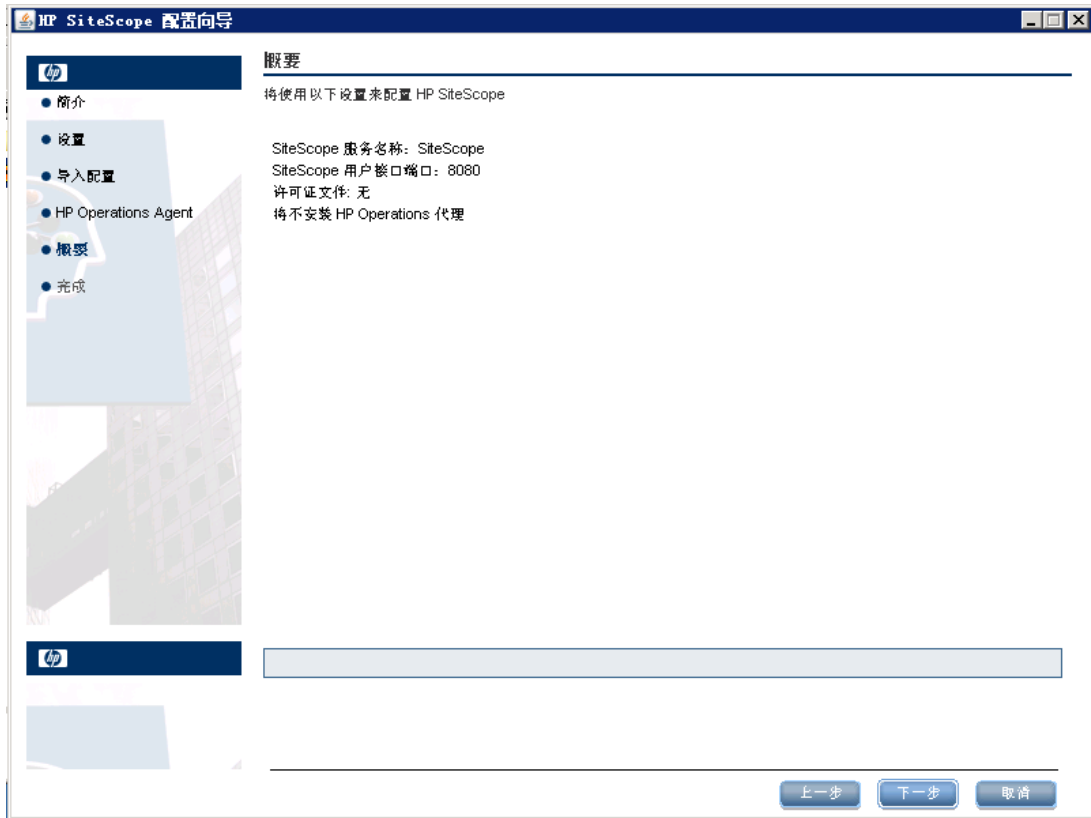 HP SiteScope 配置向导
hp
简介
设置
导入配置
HP Operations Agent
概要
完成
概要
将使用以下设置来配置 HP SiteScope
SiteScope 服务名称: SiteScope
SiteScope 用户接口端口: 8080
许可证文件: 无
将不安装 HP Operations 代理
hp
上一步
下一步
取消